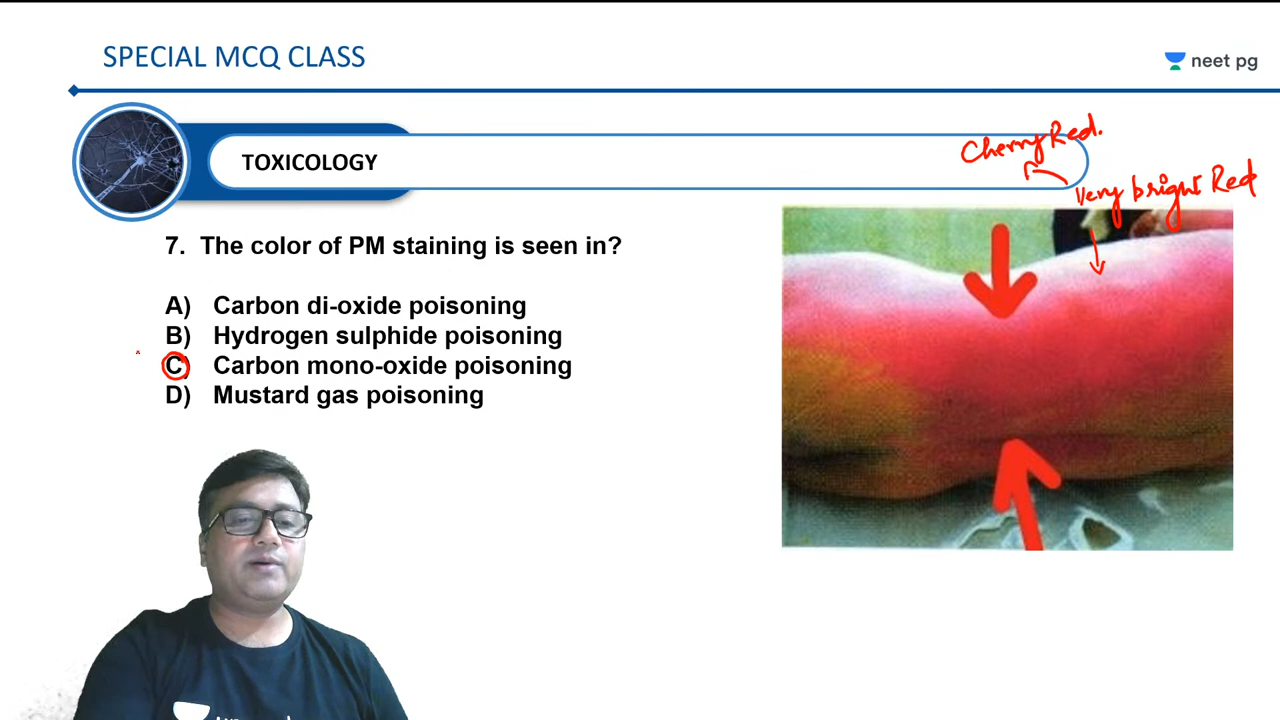 SPECIAL MCQ CLASS
neet pg
TOXICOLOGY
Cherry Red.
Very bright Red
7. The color of PM staining is seen in?
A) Carbon di-oxide poisoning
B) Hydrogen sulphide poisoning
C) Carbon mono-oxide poisoning
D) Mustard gas poisoning